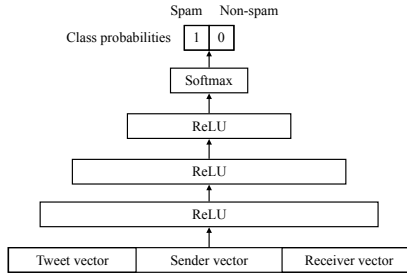 Spam Non-spam
Class probabilities 1 0
Softmax
ReLU
ReLU
ReLU
Tweet vector Sender vector Receiver vector